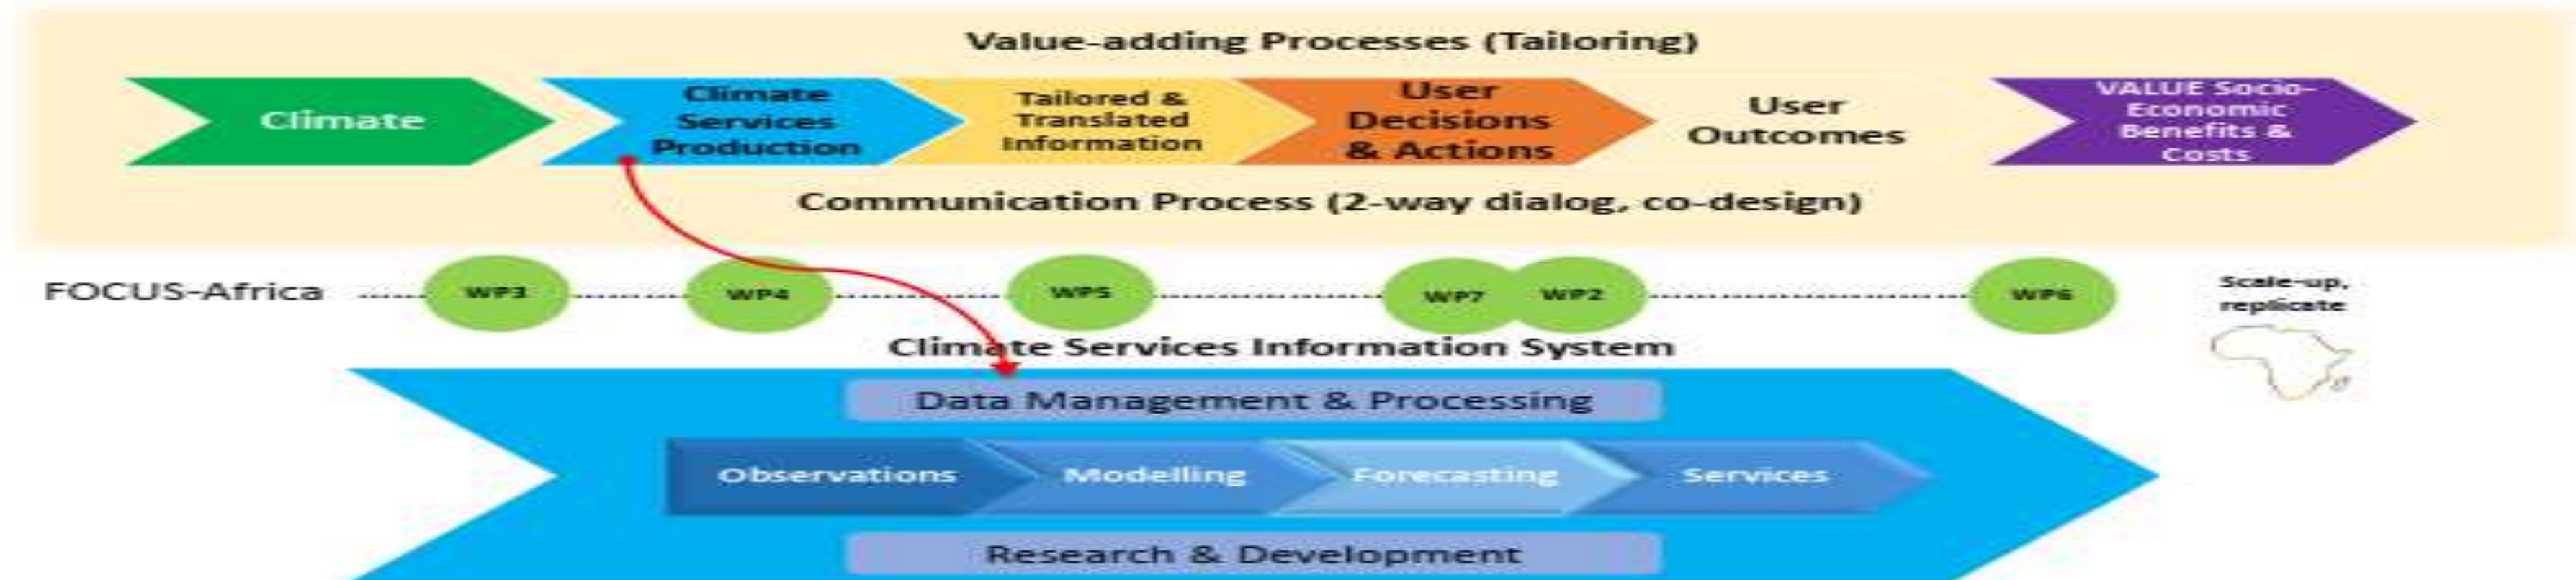 Value-adding Processes (Tailoring)
Climate
Climate
Services
Production
Tailored &
Translated
Information
User
Decisions
& Actions
User
Outcomes
VALUE Socio-
Economic
Benefits &
Costs
Communication Process (2-way dialog, co-design)
FOCUS-Africa
WP3
WP4
WP5
WP7
WP2
WP6
Scale-up,
replicate
Climate Services Information System
Data Management & Processing
Observations
Modelling
Forecasting
Services
Research & Development